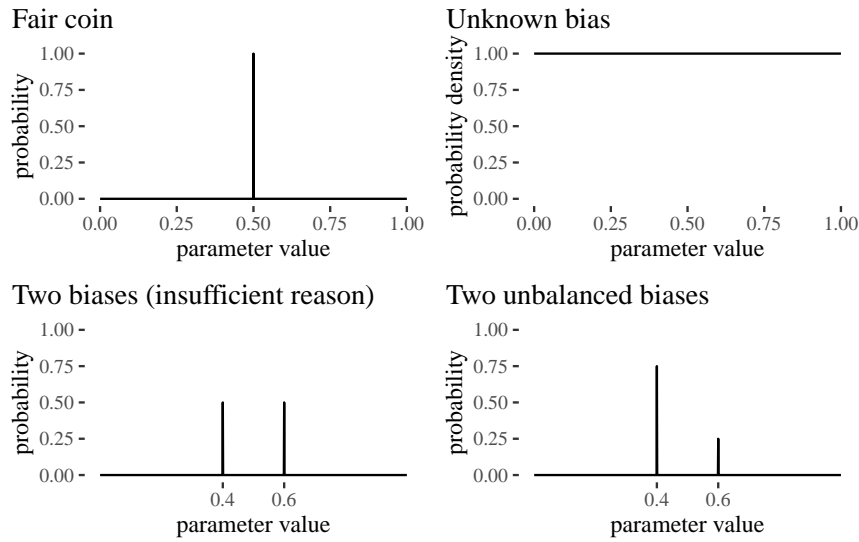 Fair coin
1.00
0.75
0.50
0.25
0.00
probability
0.00 0.25 0.50 0.75 1.00
parameter value
Unknown bias
1.00
0.75
0.50
0.25
0.00
probability density
0.00 0.25 0.50 0.75 1.00
parameter value
Two biases (insufficient reason)
1.00
0.75
0.50
0.25
0.00
probability
0.4 0.6
parameter value
Two unbalanced biases
1.00
0.75
0.50
0.25
0.00
probability
0.4 0.6
parameter value